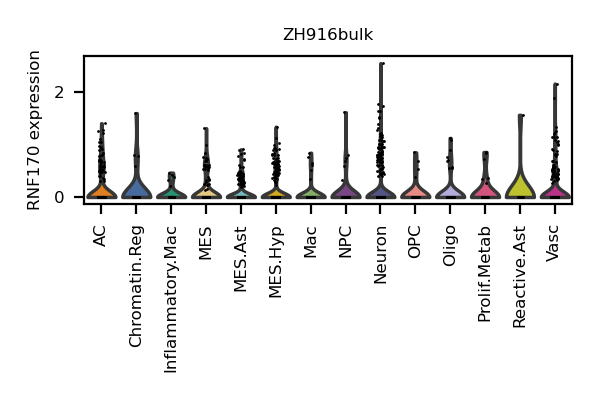 ZH916bulk
RNF170 expression
2
0
AC
Chromatin.Reg
Inflammatory.Mac
MES
MES.Ast
MES.Hyp
Mac
NPC
Neuron
OPC
Oligo
Prolif.Metab
Reactive.Ast
Vasc